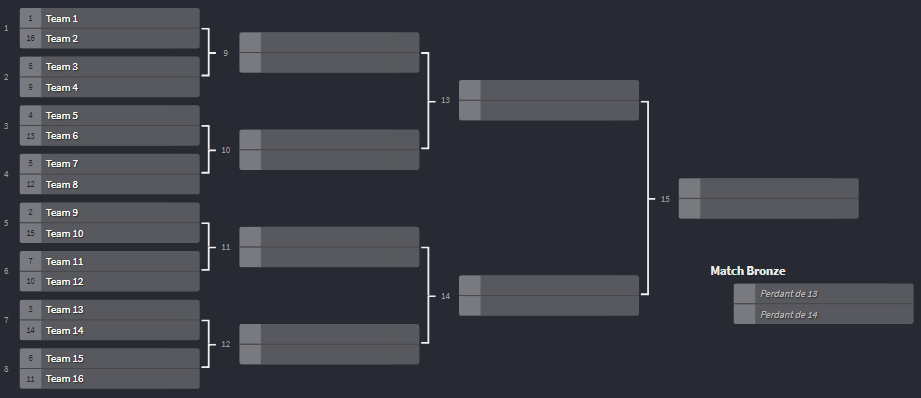 1
1 Team 1
16 Team 2
2
8 Team 3
9 Team 4
3
4 Team 5
13 Team 6
4
5 Team 7
12 Team 8
5
2 Team 9
15 Team 10
6
7 Team 11
10 Team 12
7
3 Team 13
14 Team 14
8
6 Team 15
11 Team 16
9
10
11
12
13
14
15
Match Bronze
Perdant de 13
Perdant de 14